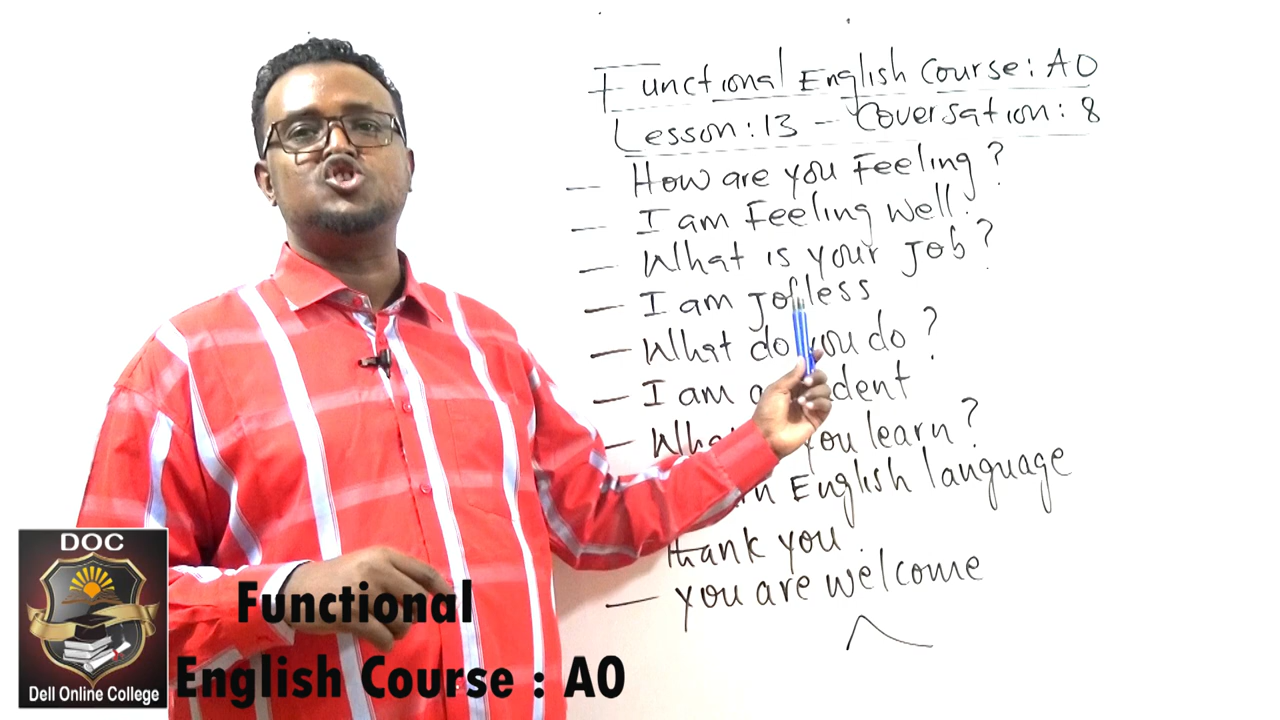 Functional English Course: A0
Lesson: 13 - Coversation: 8
- How are you Feeling?
- I am Feeling well.
- What is your Job?
- I am Jobless
- What do you do?
- I am a dent
- What you learn?
English language
thank you.
- you are welcome
DOC
Dell Online College
Functional
English Course : A0